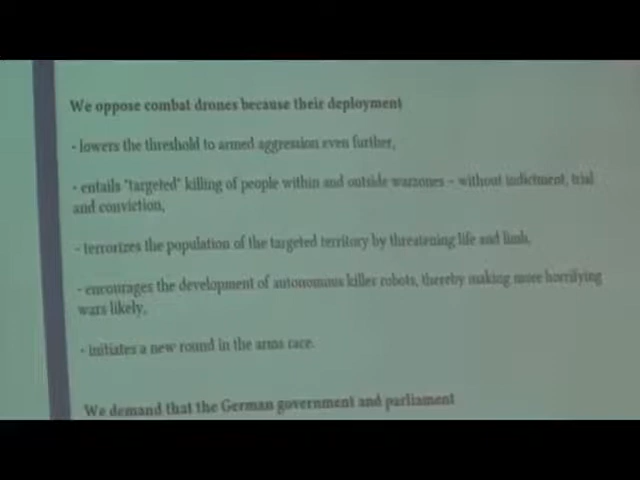 We oppose combat drones because their deployment
- lowers the threshold to armed aggression even further,
- entails "targeted" killing of people within and outside warzones – without indictment, trial
and conviction,
- terrorizes the population of the targeted territory by threatening life and limb,
- encourages the development of autonomous killer robots, thereby making more horrifying
wars likely,
- initiates a new round in the arms race.
We demand that the German government and parliament